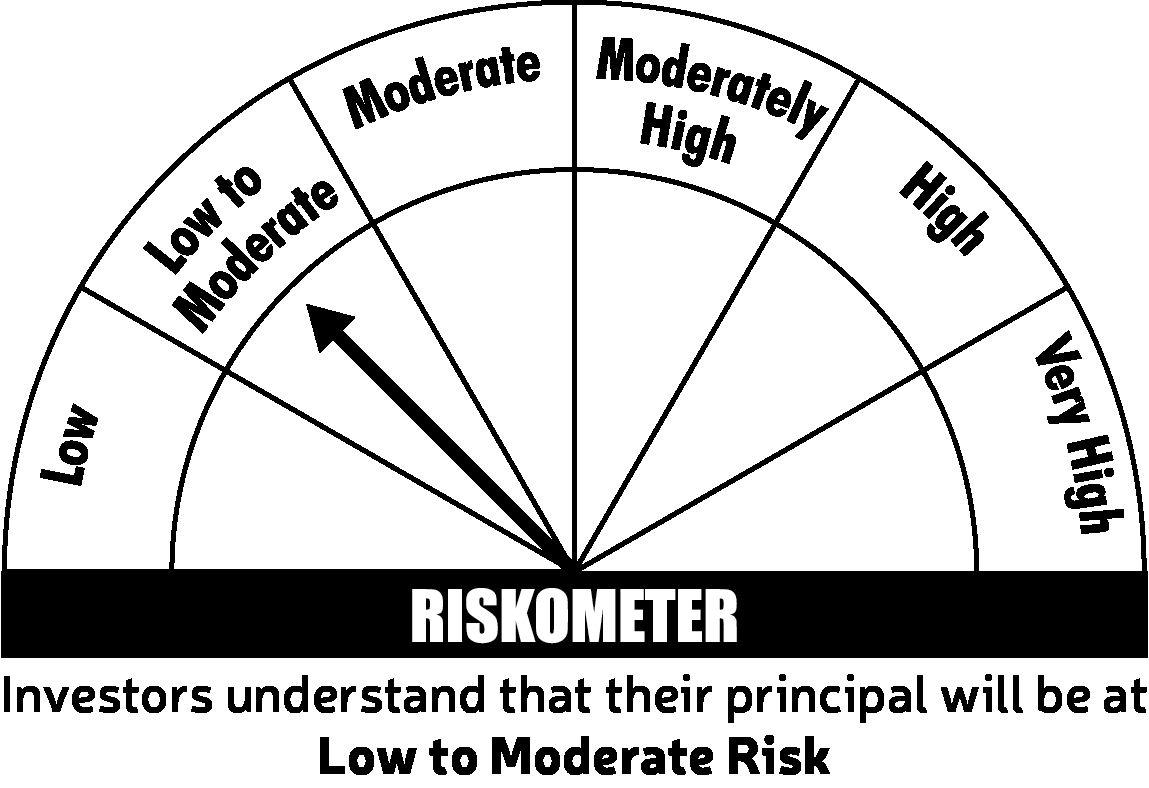 Low
Low to
Moderate
Moderate
Moderately
High
High
Very High
RISKOMETER
Investors understand that their principal will be at
Low to Moderate Risk